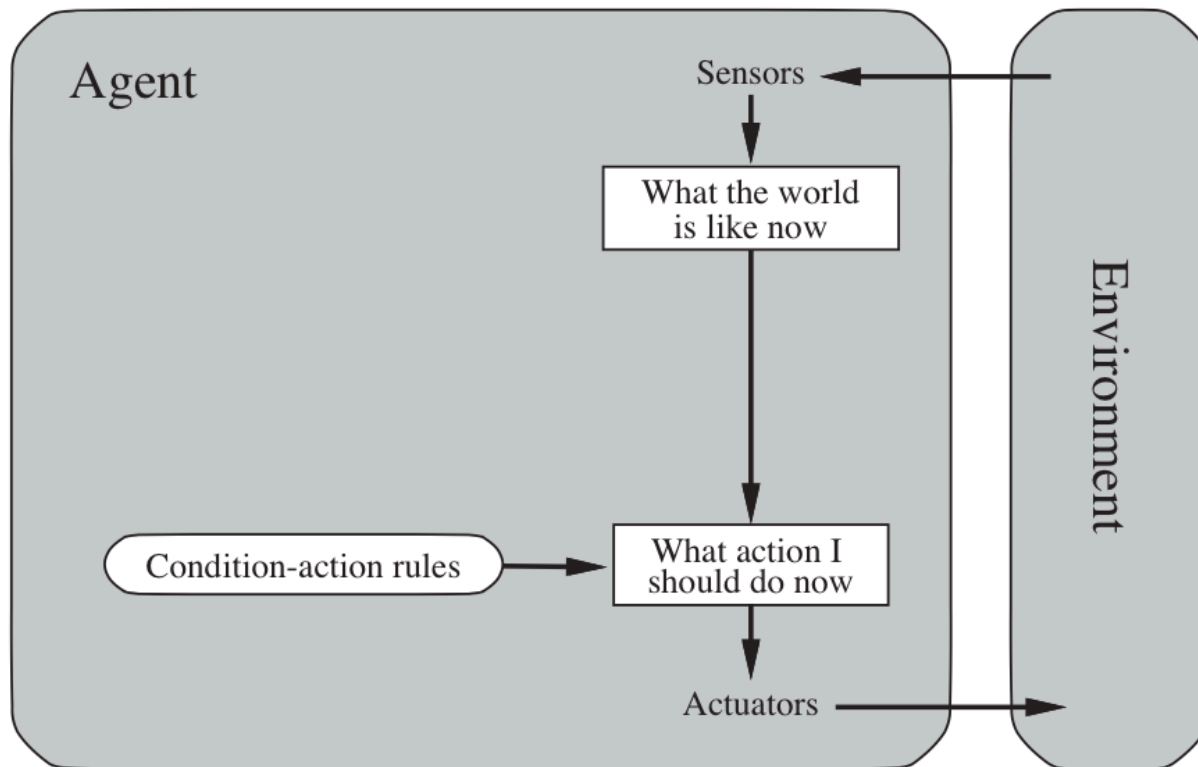 Agent
Sensors
What the world
is like now
Environment
Condition-action rules
What action I
should do now
Actuators